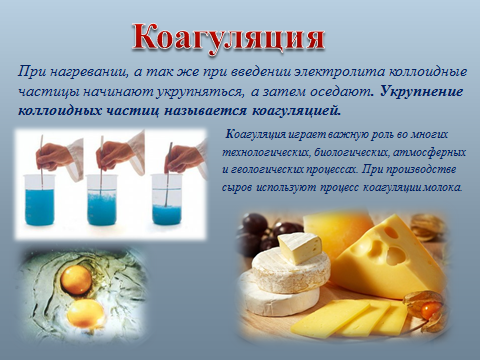 Коагуляция
При нагревании, а так же при введении электролита коллоидные
частицы начинают укрупняться, а затем оседают. Укрупнение
коллоидных частиц называется коагуляцией.
Коагуляция играет важную роль во многих
технологических, биологических, атмосферных
и геологических процессах. При производстве
сыров используют процесс коагуляции молока.